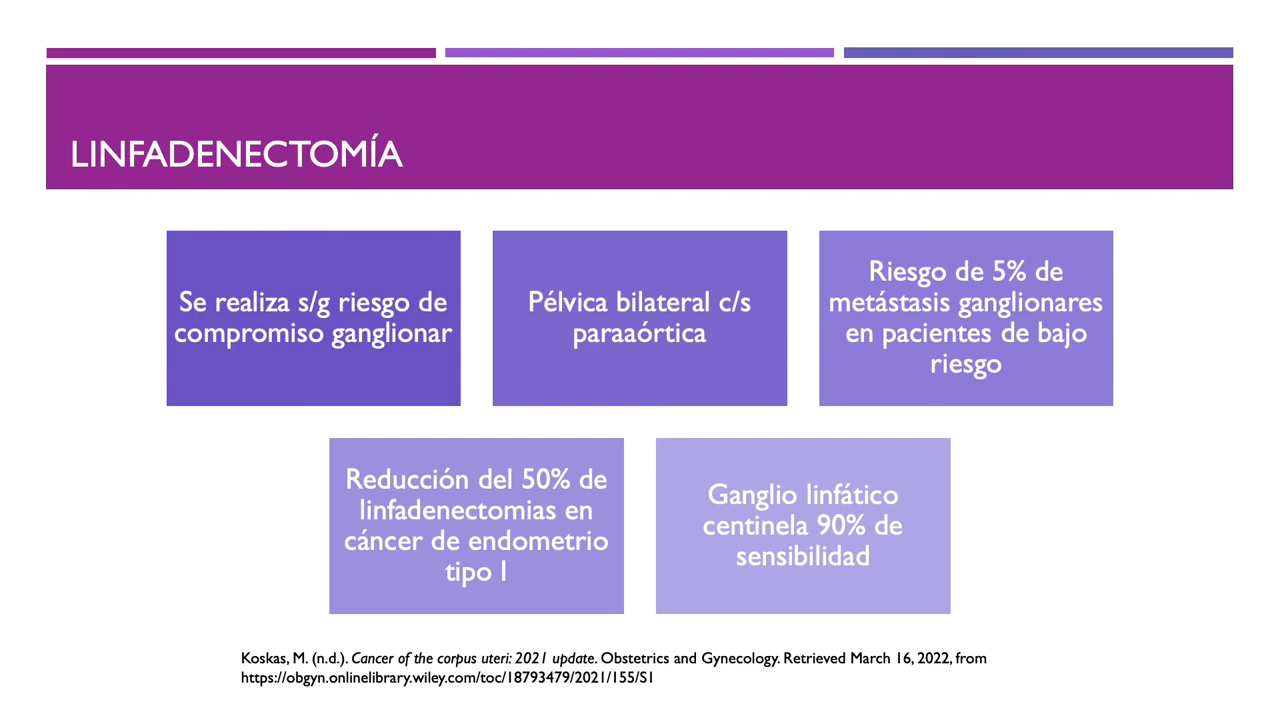 LINFADENECTOMÍA
Se realiza s/g riesgo de
compromiso ganglionar
Pélvica bilateral c/s
paraaórtica
Riesgo de 5% de
metástasis ganglionares
en pacientes de bajo
riesgo
Reducción del 50% de
linfadenectomias en
cáncer de endometrio
tipo I
Ganglio linfático
centinela 90% de
sensibilidad
Koskas, M. (n.d.). Cancer of the corpus uteri: 2021 update. Obstetrics and Gynecology. Retrieved March 16, 2022, from
https://obgyn.onlinelibrary.wiley.com/toc/18793479/2021/155/S1